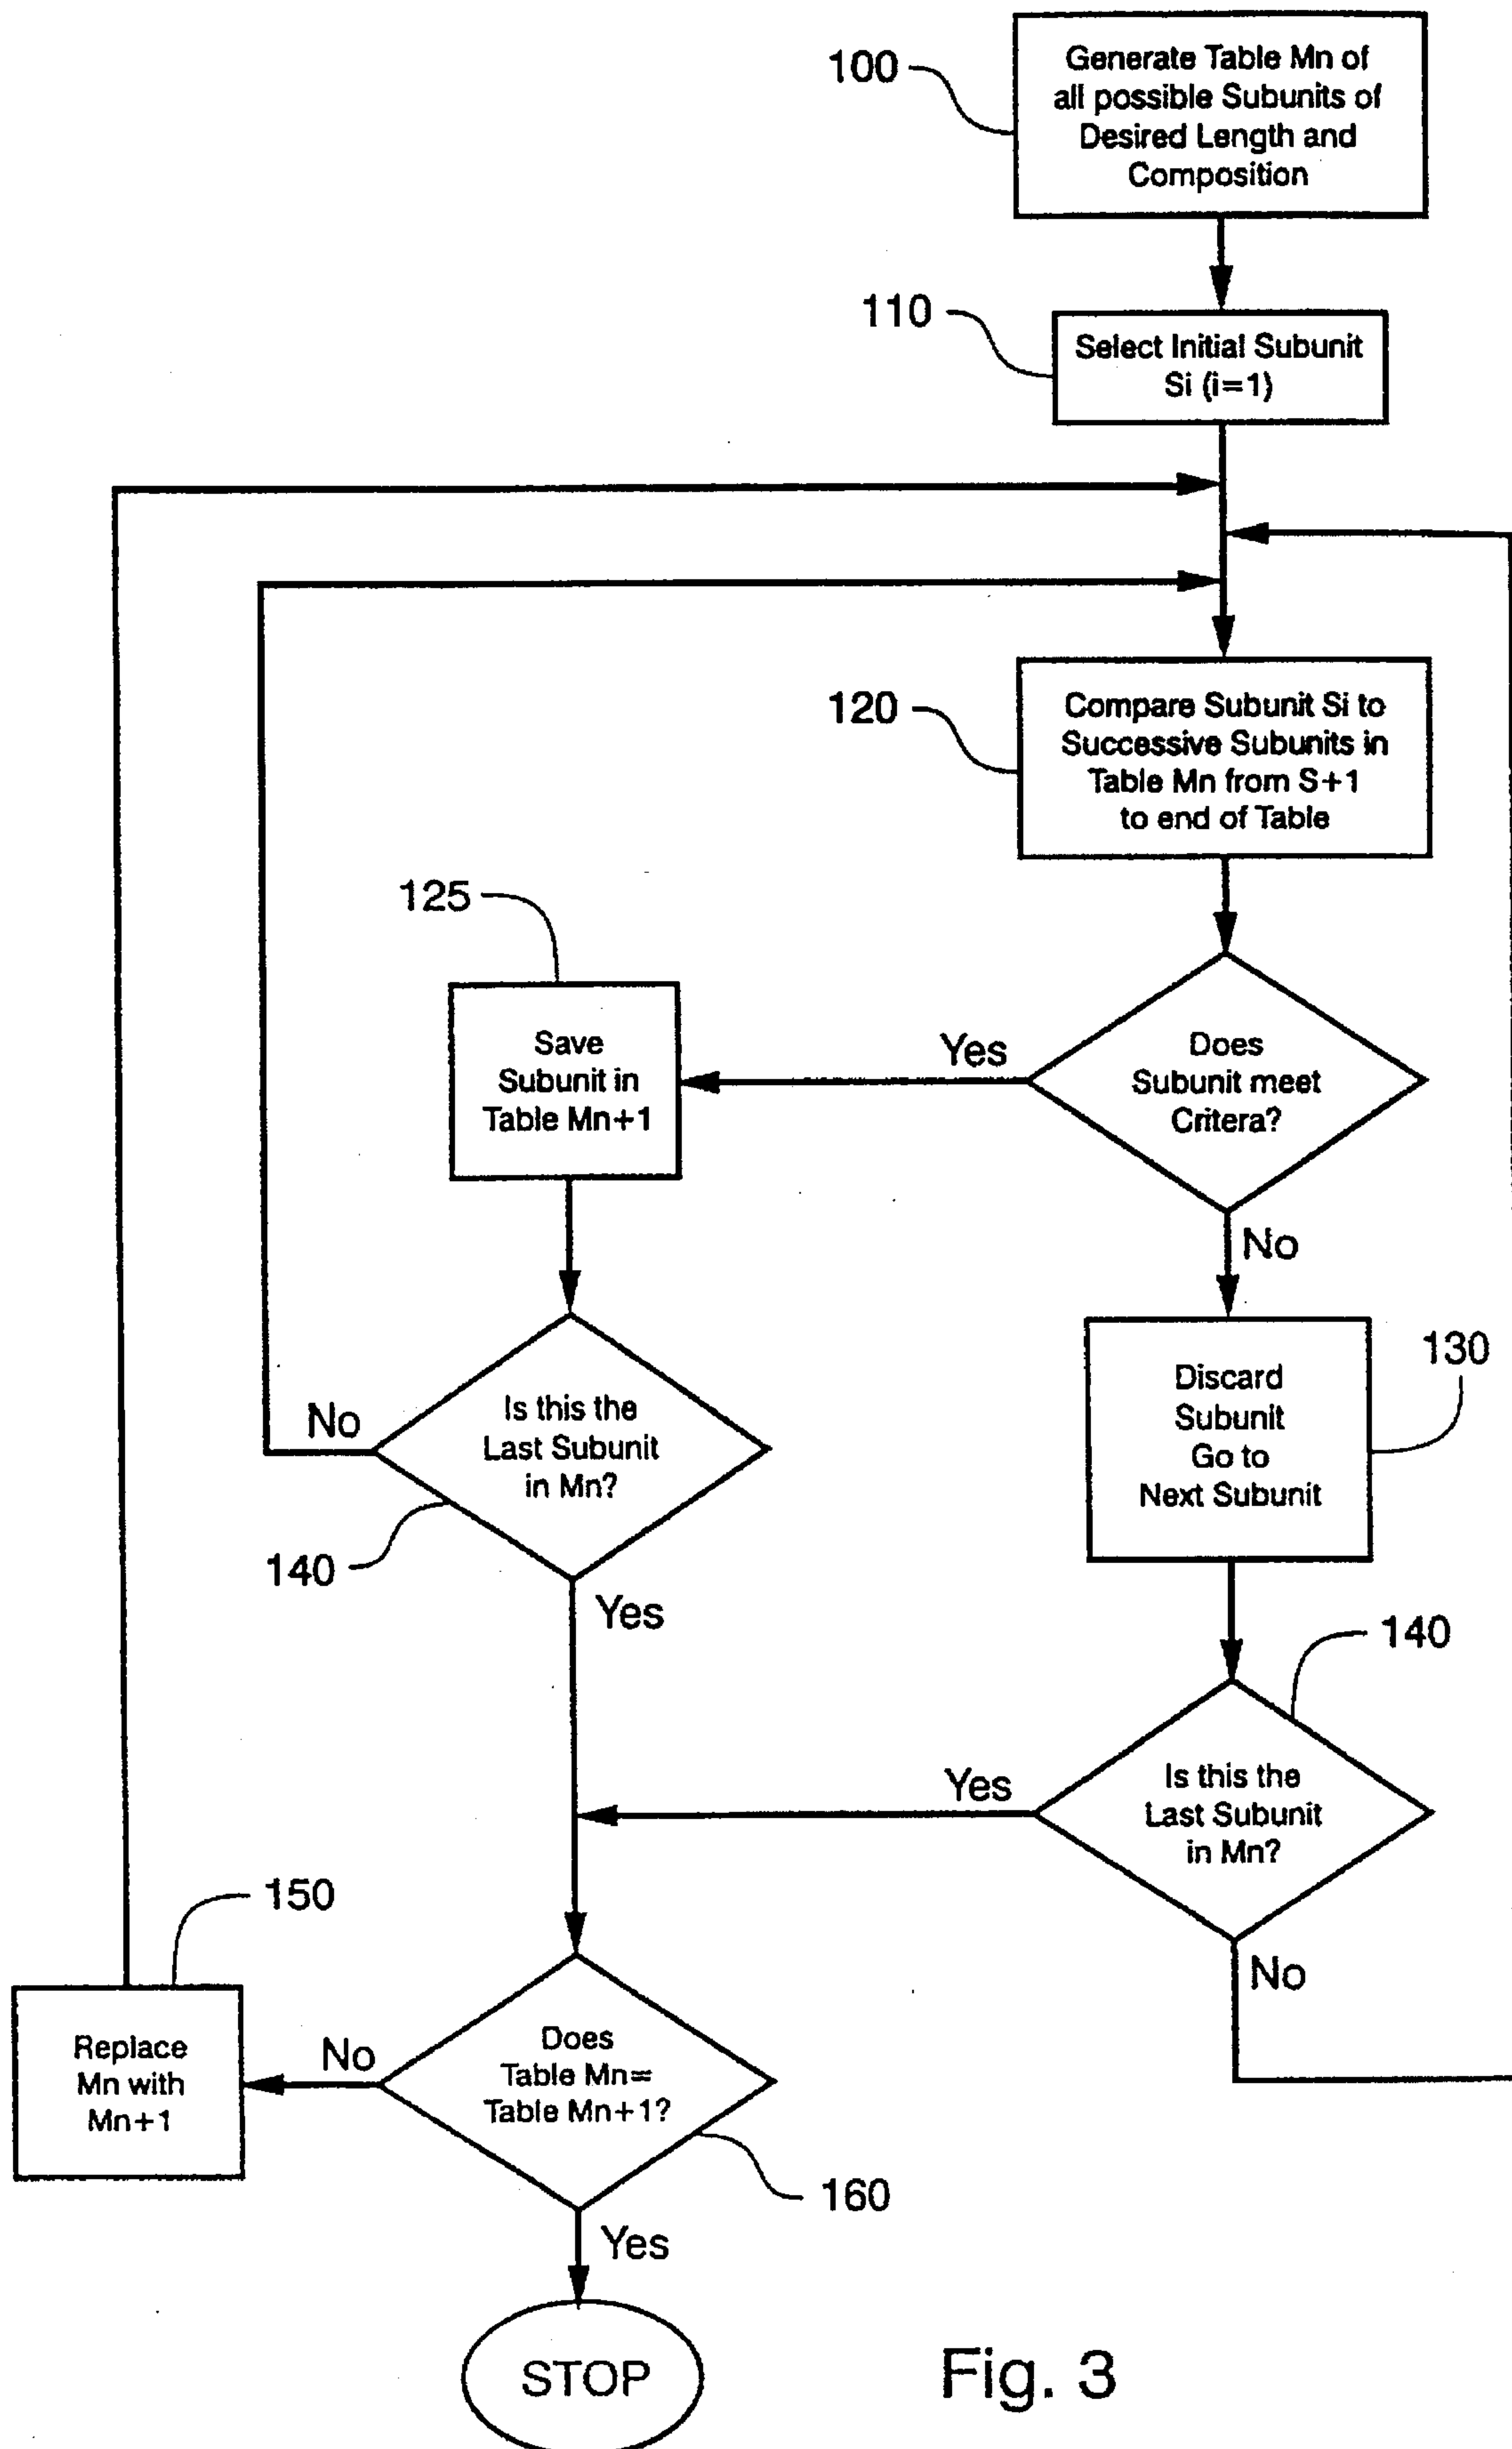 100
Generate Table Mn of
all possible Subunits of
Desired Length and
Composition
110
Select Initial Subunit
Si (i=1)
120
Compare Subunit Si to
Successive Subunits in
Table Mn from S+1
to end of Table
125
Save
Subunit in
Table Mn+1
Yes
Does
Subunit meet
Critera?
No
130
Discard
Subunit
Go to
Next Subunit
No
Is this the
Last Subunit
in Mn?
140
Yes
140
Yes
Is this the
Last Subunit
in Mn?
No
150
Replace
Mn with
Mn+1
No
Does
Table Mn=
Table Mn+1?
160
Yes
STOP
Fig. 3